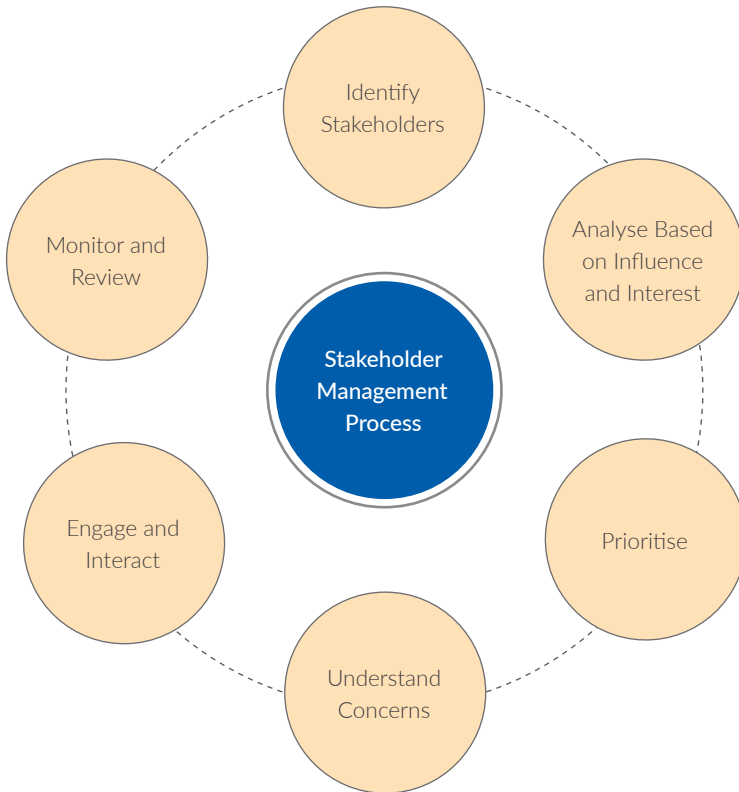 Identify
Stakeholders
Analyse Based
on Influence
and Interest
Prioritise
Understand
Concerns
Engage and
Interact
Monitor and
Review
Stakeholder
Management
Process